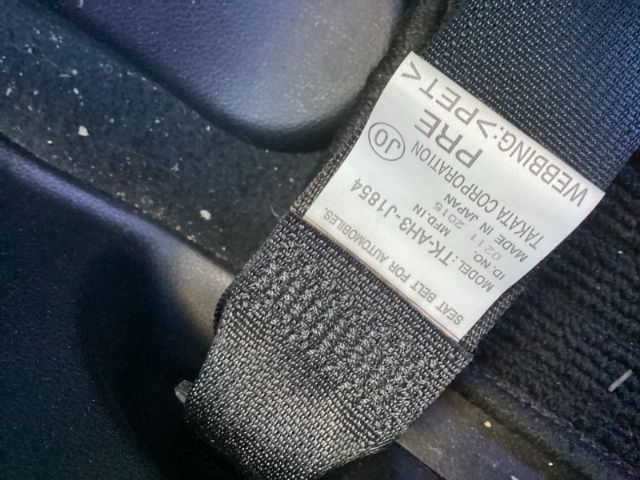 SEAT BELT FOR AUTOMOBILES.
MODEL: TK-AH3-J1854
ID.NO. MFD.IN
0211 2015
MADE IN JAPAN
TAKATA CORPORATION
JO PRE
WEBBING:>PET<